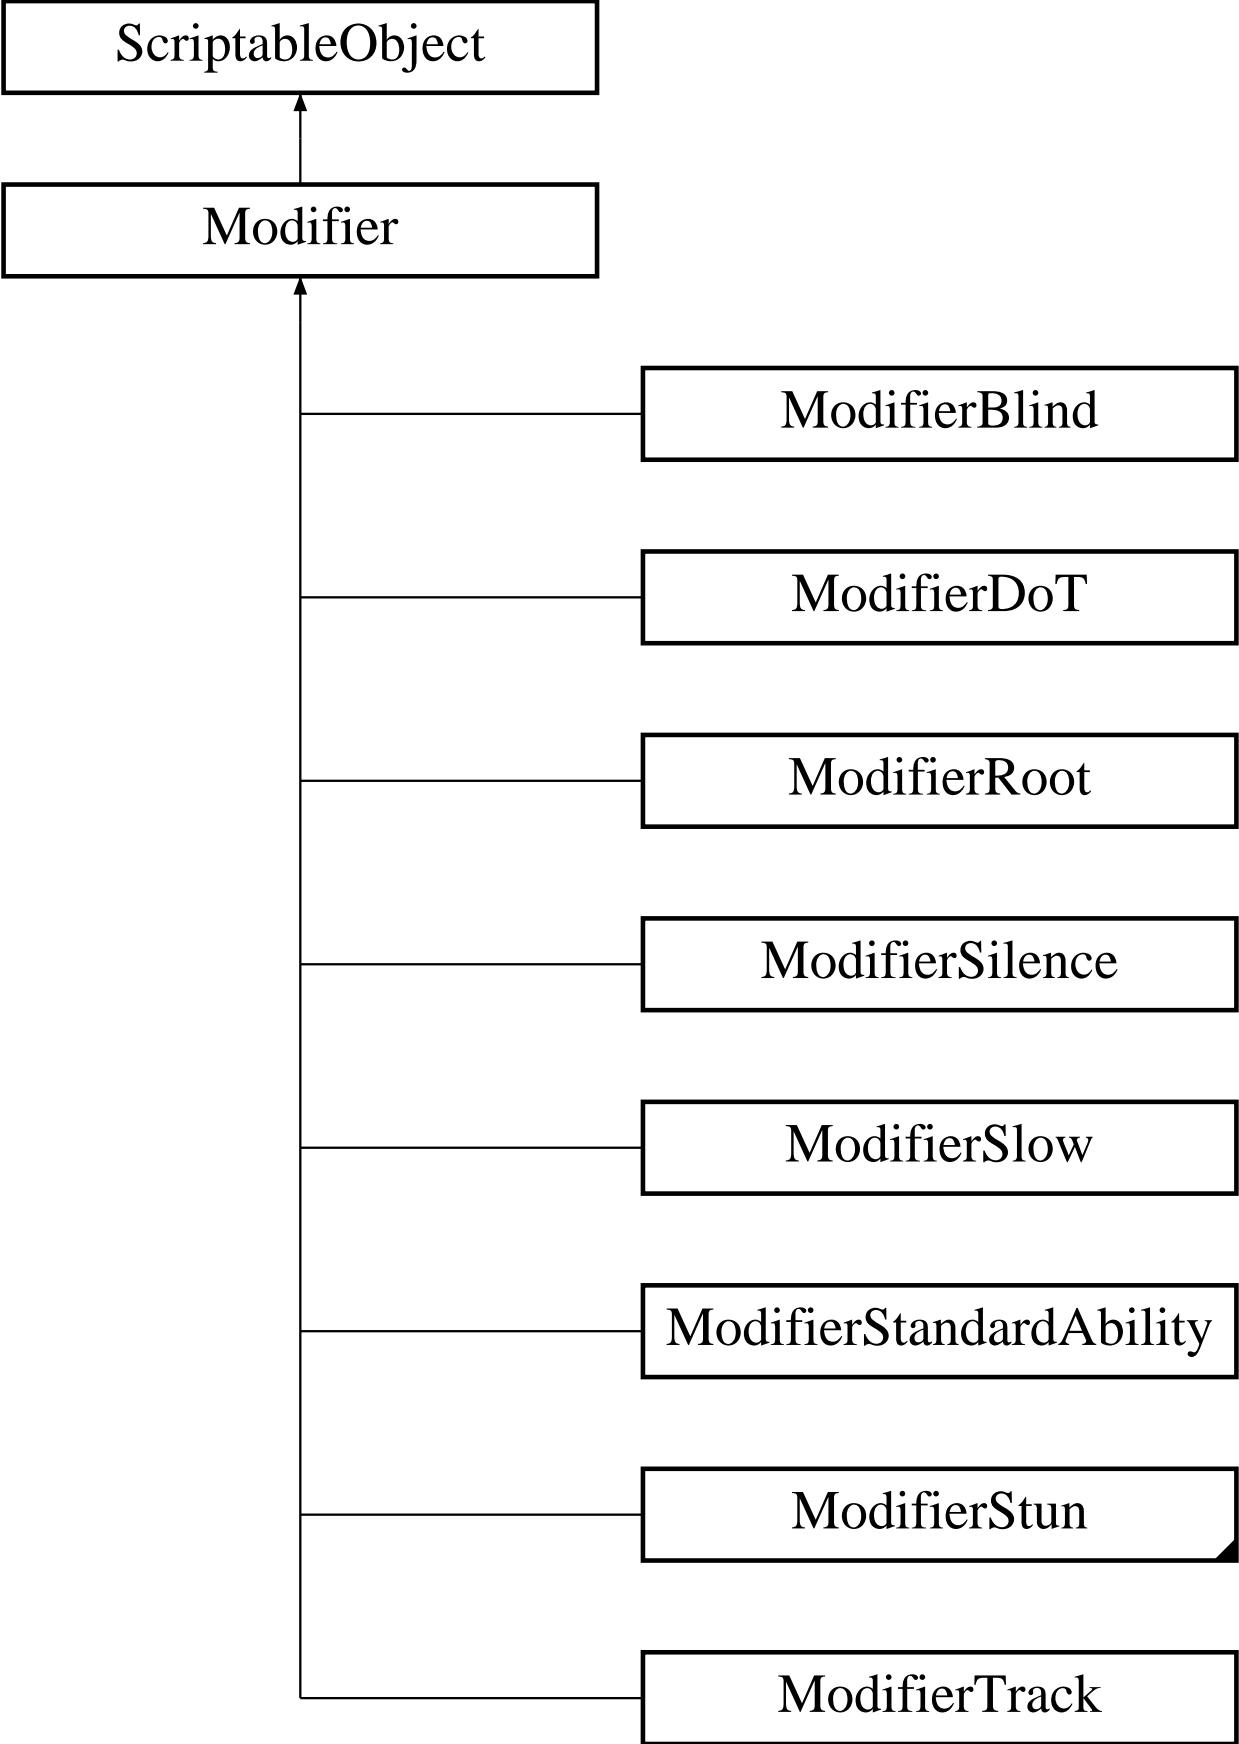 ScriptableObject
Modifier
ModifierBlind
ModifierDoT
ModifierRoot
ModifierSilence
ModifierSlow
ModifierStandardAbility
ModifierStun
ModifierTrack